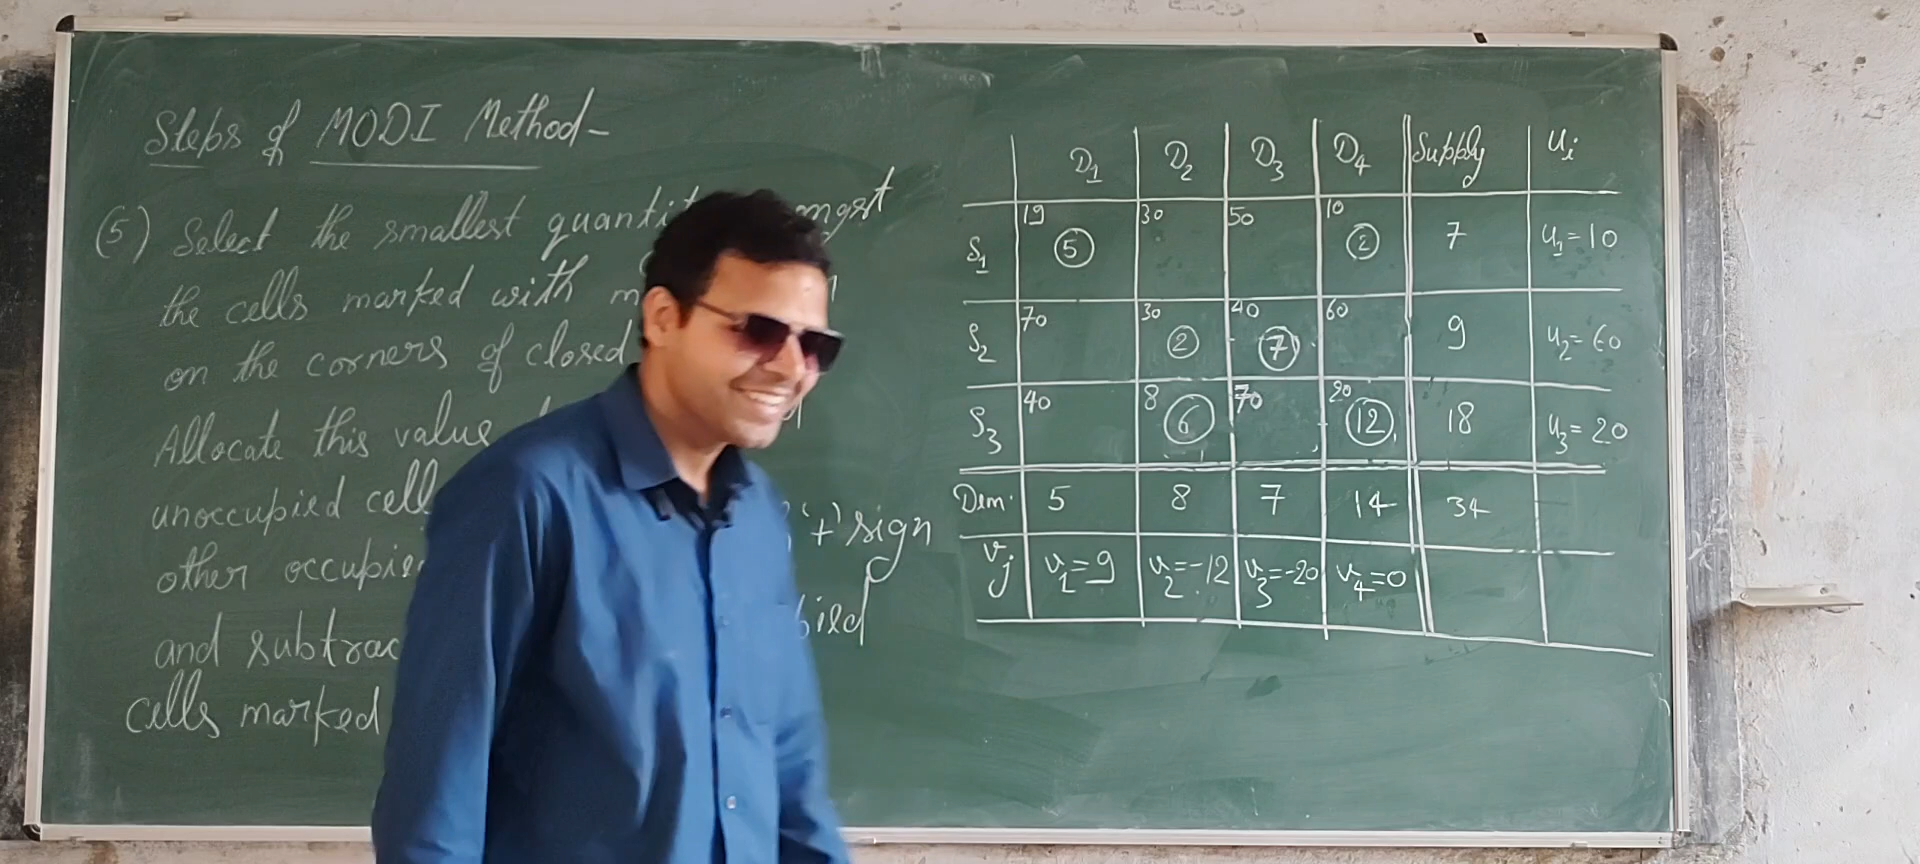 Steps of MODI Method-
(5) Select the smallest ongst
the cells marked with
on the corners of closed
Allocate this value
unoccupied cell '+' sign
other
and
cells marked
D1 D2 D3 D4 Supply ui
S1 19 5 30 50 10 2 7 u1=10
S2 70 30 2 40 7 60 9 u2=60
S3 40 8 6 70 20 12 18 u3=20
Dem. 5 8 7 14 34
vj v1=9 v2=-12 v3=-20 v4=0